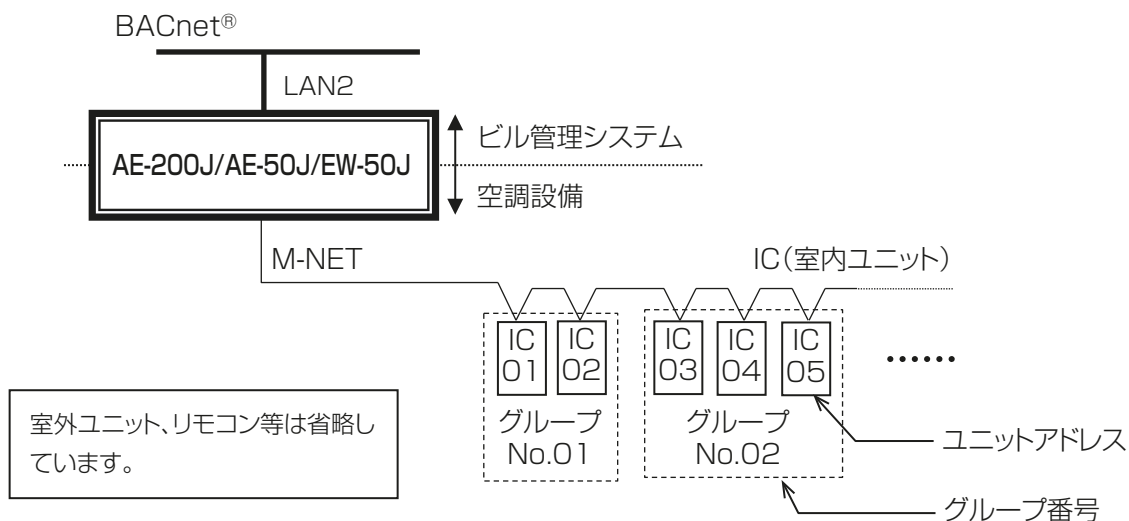 BACnet®
LAN2
AE-200J/AE-50J/EW-50J
ビル管理システム
空調設備
M-NET
IC(室内ユニット)
IC
01
IC
02
IC
03
IC
04
IC
05
……
グループ
No.01
グループ
No.02
ユニットアドレス
グループ番号
室外ユニット、リモコン等は省略し
ています。